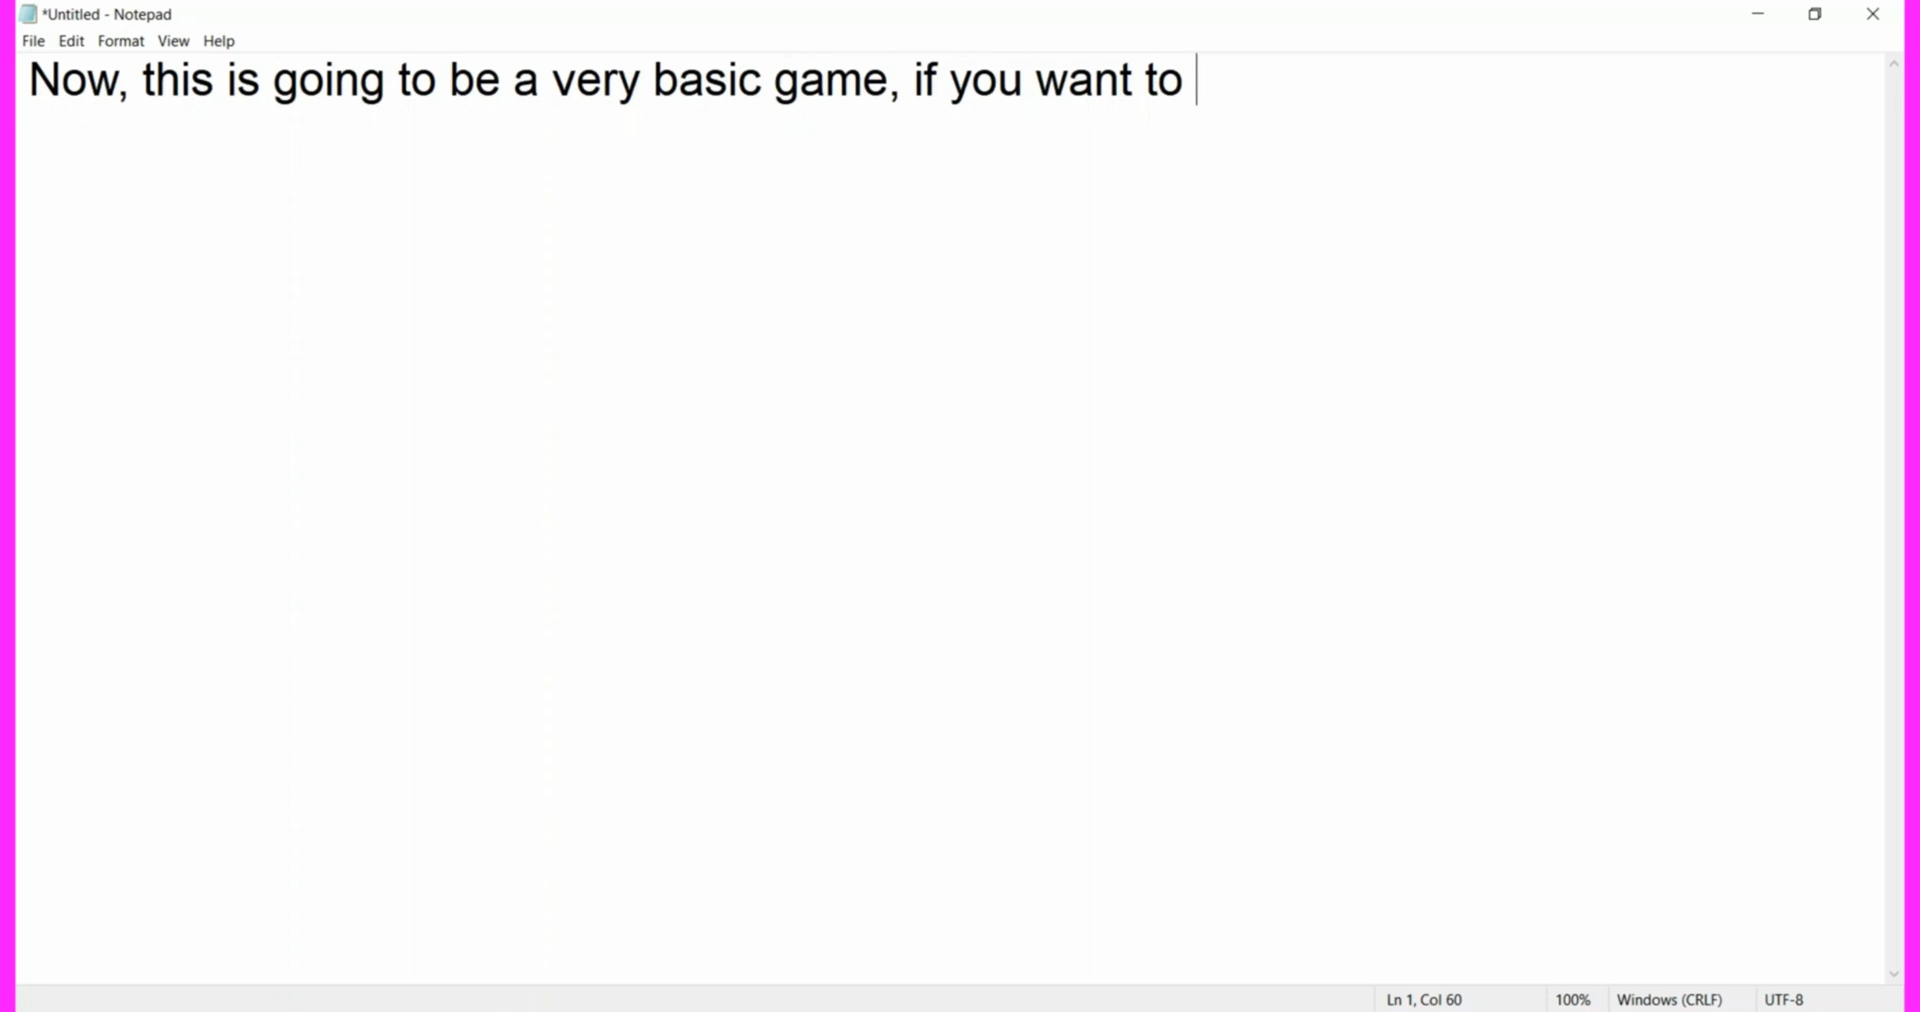 *Untitled - Notepad
File Edit Format View Help
Now, this is going to be a very basic game, if you want to
Ln 1, Col 60 100% Windows (CRLF) UTF-8